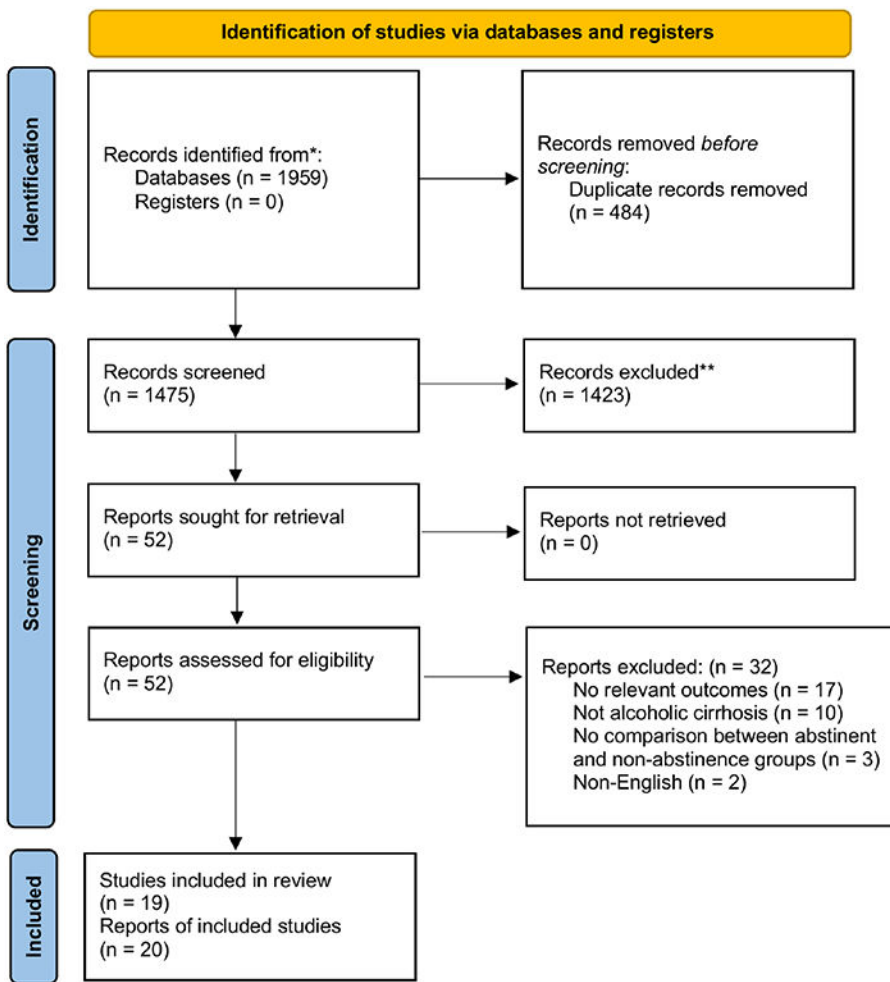 Identification of studies via databases and registers
Identification
Records identified from*:
Databases (n = 1959)
Registers (n = 0)
Records removed before
screening:
Duplicate records removed
(n = 484)
Screening
Records screened
(n = 1475)
Records excluded**
(n = 1423)
Reports sought for retrieval
(n = 52)
Reports not retrieved
(n = 0)
Reports assessed for eligibility
(n = 52)
Reports excluded: (n = 32)
No relevant outcomes (n = 17)
Not alcoholic cirrhosis (n = 10)
No comparison between abstinent
and non-abstinence groups (n = 3)
Non-English (n = 2)
Included
Studies included in review
(n = 19)
Reports of included studies
(n = 20)